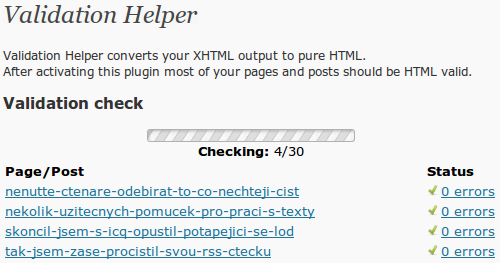 Validation Helper
Validation Helper converts your XHTML output to pure HTML.
After activating this plugin most of your pages and posts should be HTML valid.
Validation check
Checking: 4/30
Page/Post Status
nenutte-ctenare-odebirat-to-co-nechteji-cist 0 errors
nekolik-uzitecnych-pomucek-pro-praci-s-texty 0 errors
skoncil-jsem-s-icq-opustil-potapejici-se-lod 0 errors
tak-jsem-zase-procistil-svou-rss-ctecku 0 errors